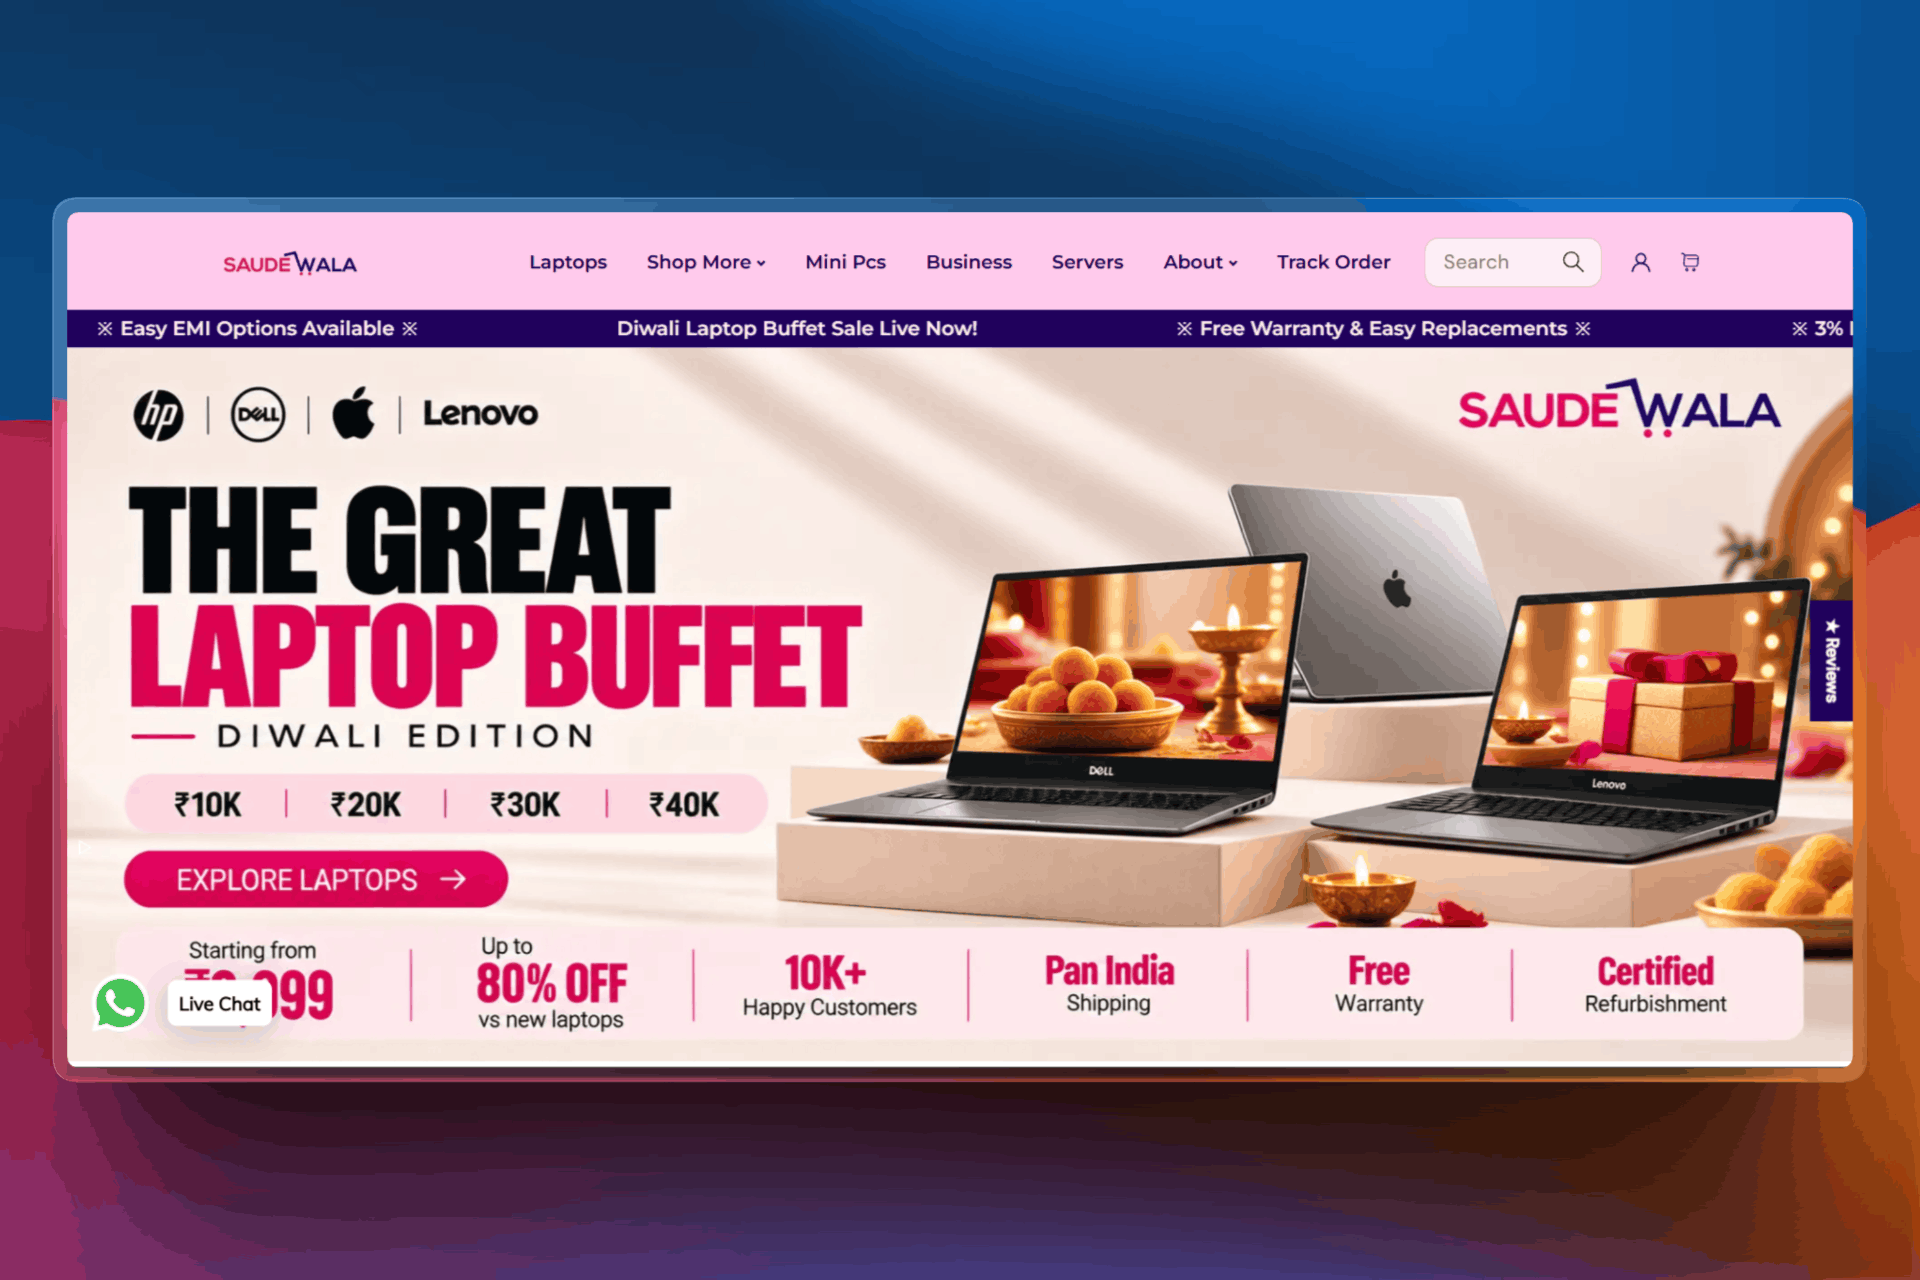 SAUDEWALA
Laptops
Shop More
Mini Pcs
Business
Servers
About
Track Order
Search
※ Easy EMI Options Available ※
Diwali Laptop Buffet Sale Live Now!
※ Free Warranty & Easy Replacements ※
※ 3%
hp
DELL
Lenovo
SAUDEWALA
THE GREAT
LAPTOP BUFFET
DIWALI EDITION
₹10K | ₹20K | ₹30K | ₹40K
EXPLORE LAPTOPS →
DELL
Lenovo
★ Reviews
Starting from
99
Live Chat
Up to
80% OFF
vs new laptops
10K+
Happy Customers
Pan India
Shipping
Free
Warranty
Certified
Refurbishment